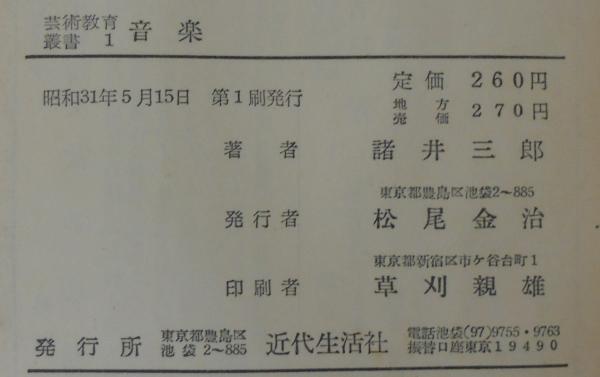 芸術教育
叢書 1 音楽
定価 260円
昭和31年5月15日 第1刷発行
地方
売価 270円
著者 諸井三郎
東京都豊島区池袋2〜885
発行者 松尾金治
東京都新宿区市ケ谷台町1
印刷者 草刈親雄
発行所 東京都豊島区
池袋2〜885 近代生活社 電話池袋(97)9755・9763
振替口座東京19490